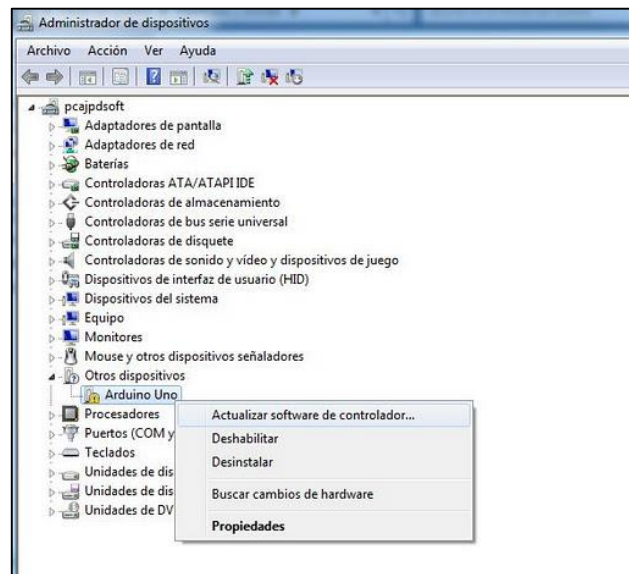 Administrador de dispositivos
Archivo Acción Ver Ayuda
pcajpdsoft
Adaptadores de pantalla
Adaptadores de red
Baterías
Controladoras ATA/ATAPI IDE
Controladoras de almacenamiento
Controladoras de bus serie universal
Controladoras de disquete
Controladoras de sonido y vídeo y dispositivos de juego
Dispositivos de interfaz de usuario (HID)
Dispositivos del sistema
Equipo
Monitores
Mouse y otros dispositivos señaladores
Otros dispositivos
Arduino Uno
Procesadores
Puertos (COM y
Teclados
Unidades de dis
Unidades de dis
Unidades de DV
Actualizar software de controlador...
Deshabilitar
Desinstalar
Buscar cambios de hardware
Propiedades